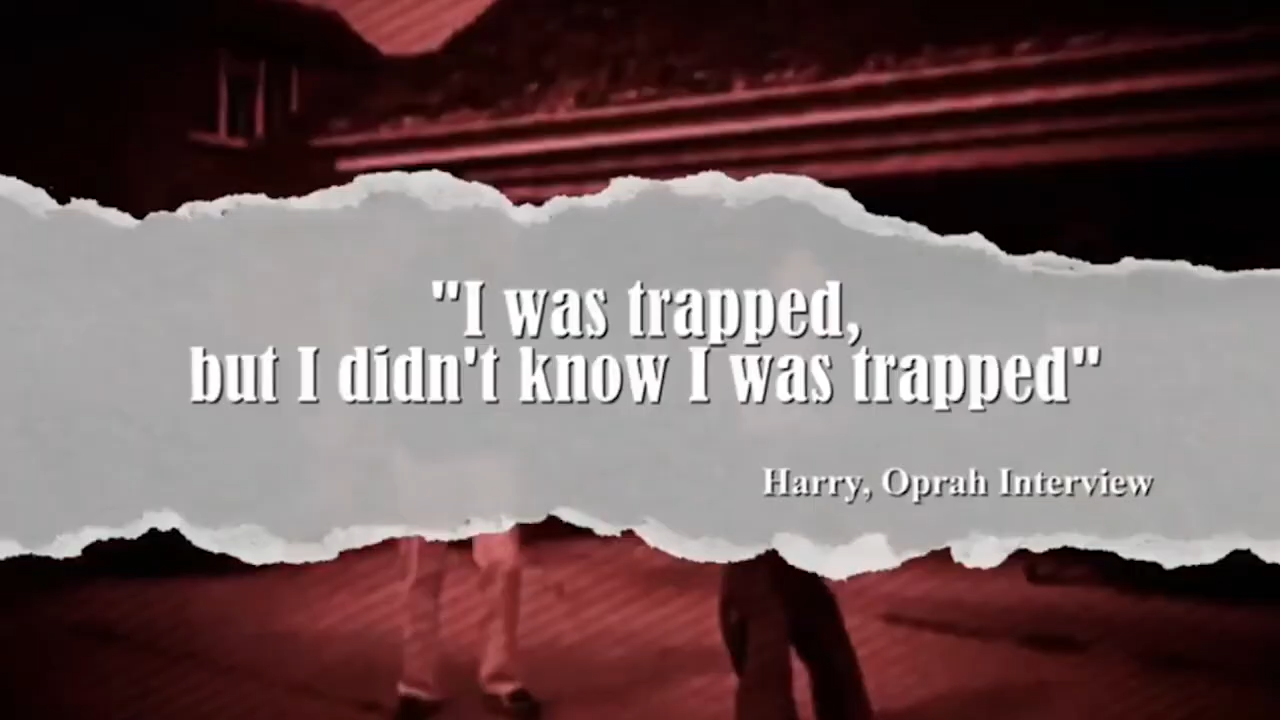 "I was trapped,
but I didn't know I was trapped"
Harry, Oprah Interview